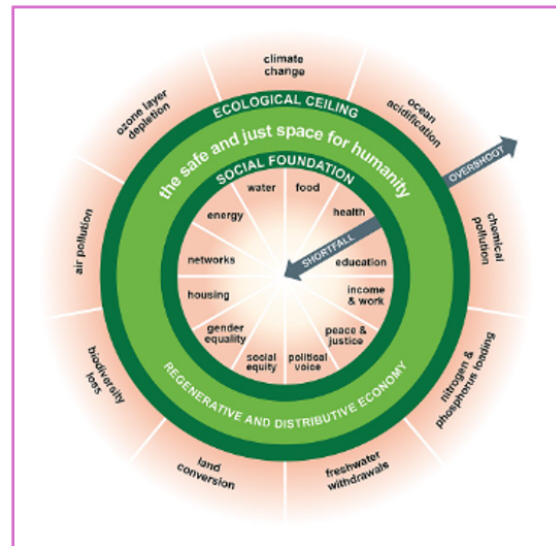 climate
change
ocean
acidification
chemical
pollution
nitrogen &
phosphorus loading
freshwater
withdrawals
land
conversion
biodiversity
loss
air pollution
ozone layer
depletion
ECOLOGICAL CEILING
the safe and just space for humanity
SOCIAL FOUNDATION
OVERSHOOT
SHORTFALL
water
food
health
education
income
& work
peace &
justice
political
voice
social
equity
gender
equality
housing
networks
energy
REGENERATIVE AND DISTRIBUTIVE ECONOMY